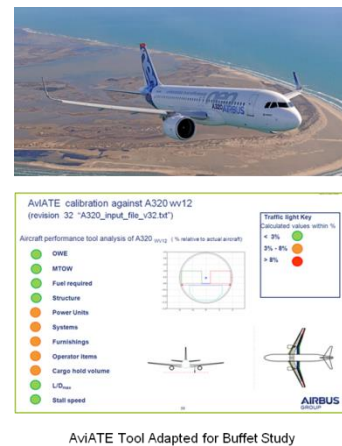 neo
AIRBUS
AvIATE calibration against A320 wv12
(revision 32 "A320_input_file_v32.txt")
Aircraft performance tool analysis of A320 wv12 ( % relative to actual aircraft)
Traffic light Key
Calculated values within %
< 3%
3% - 8%
> 8%
OWE
MTOW
Fuel required
Structure
Power Units
Systems
Furnishings
Operator items
Cargo hold volume
L/Dmax
Stall speed
AIRBUS
GROUP
AviATE Tool Adapted for Buffet Study